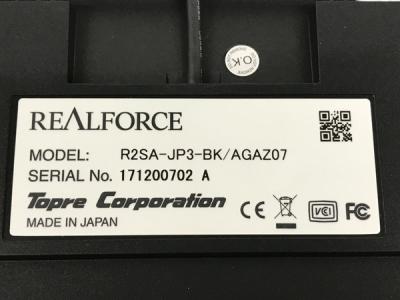 O.K
REALFORCE
MODEL: R2SA-JP3-BK/AGAZ07
SERIAL No. 171200702 A
Topre Corporation
MADE IN JAPAN
CE VCI FC